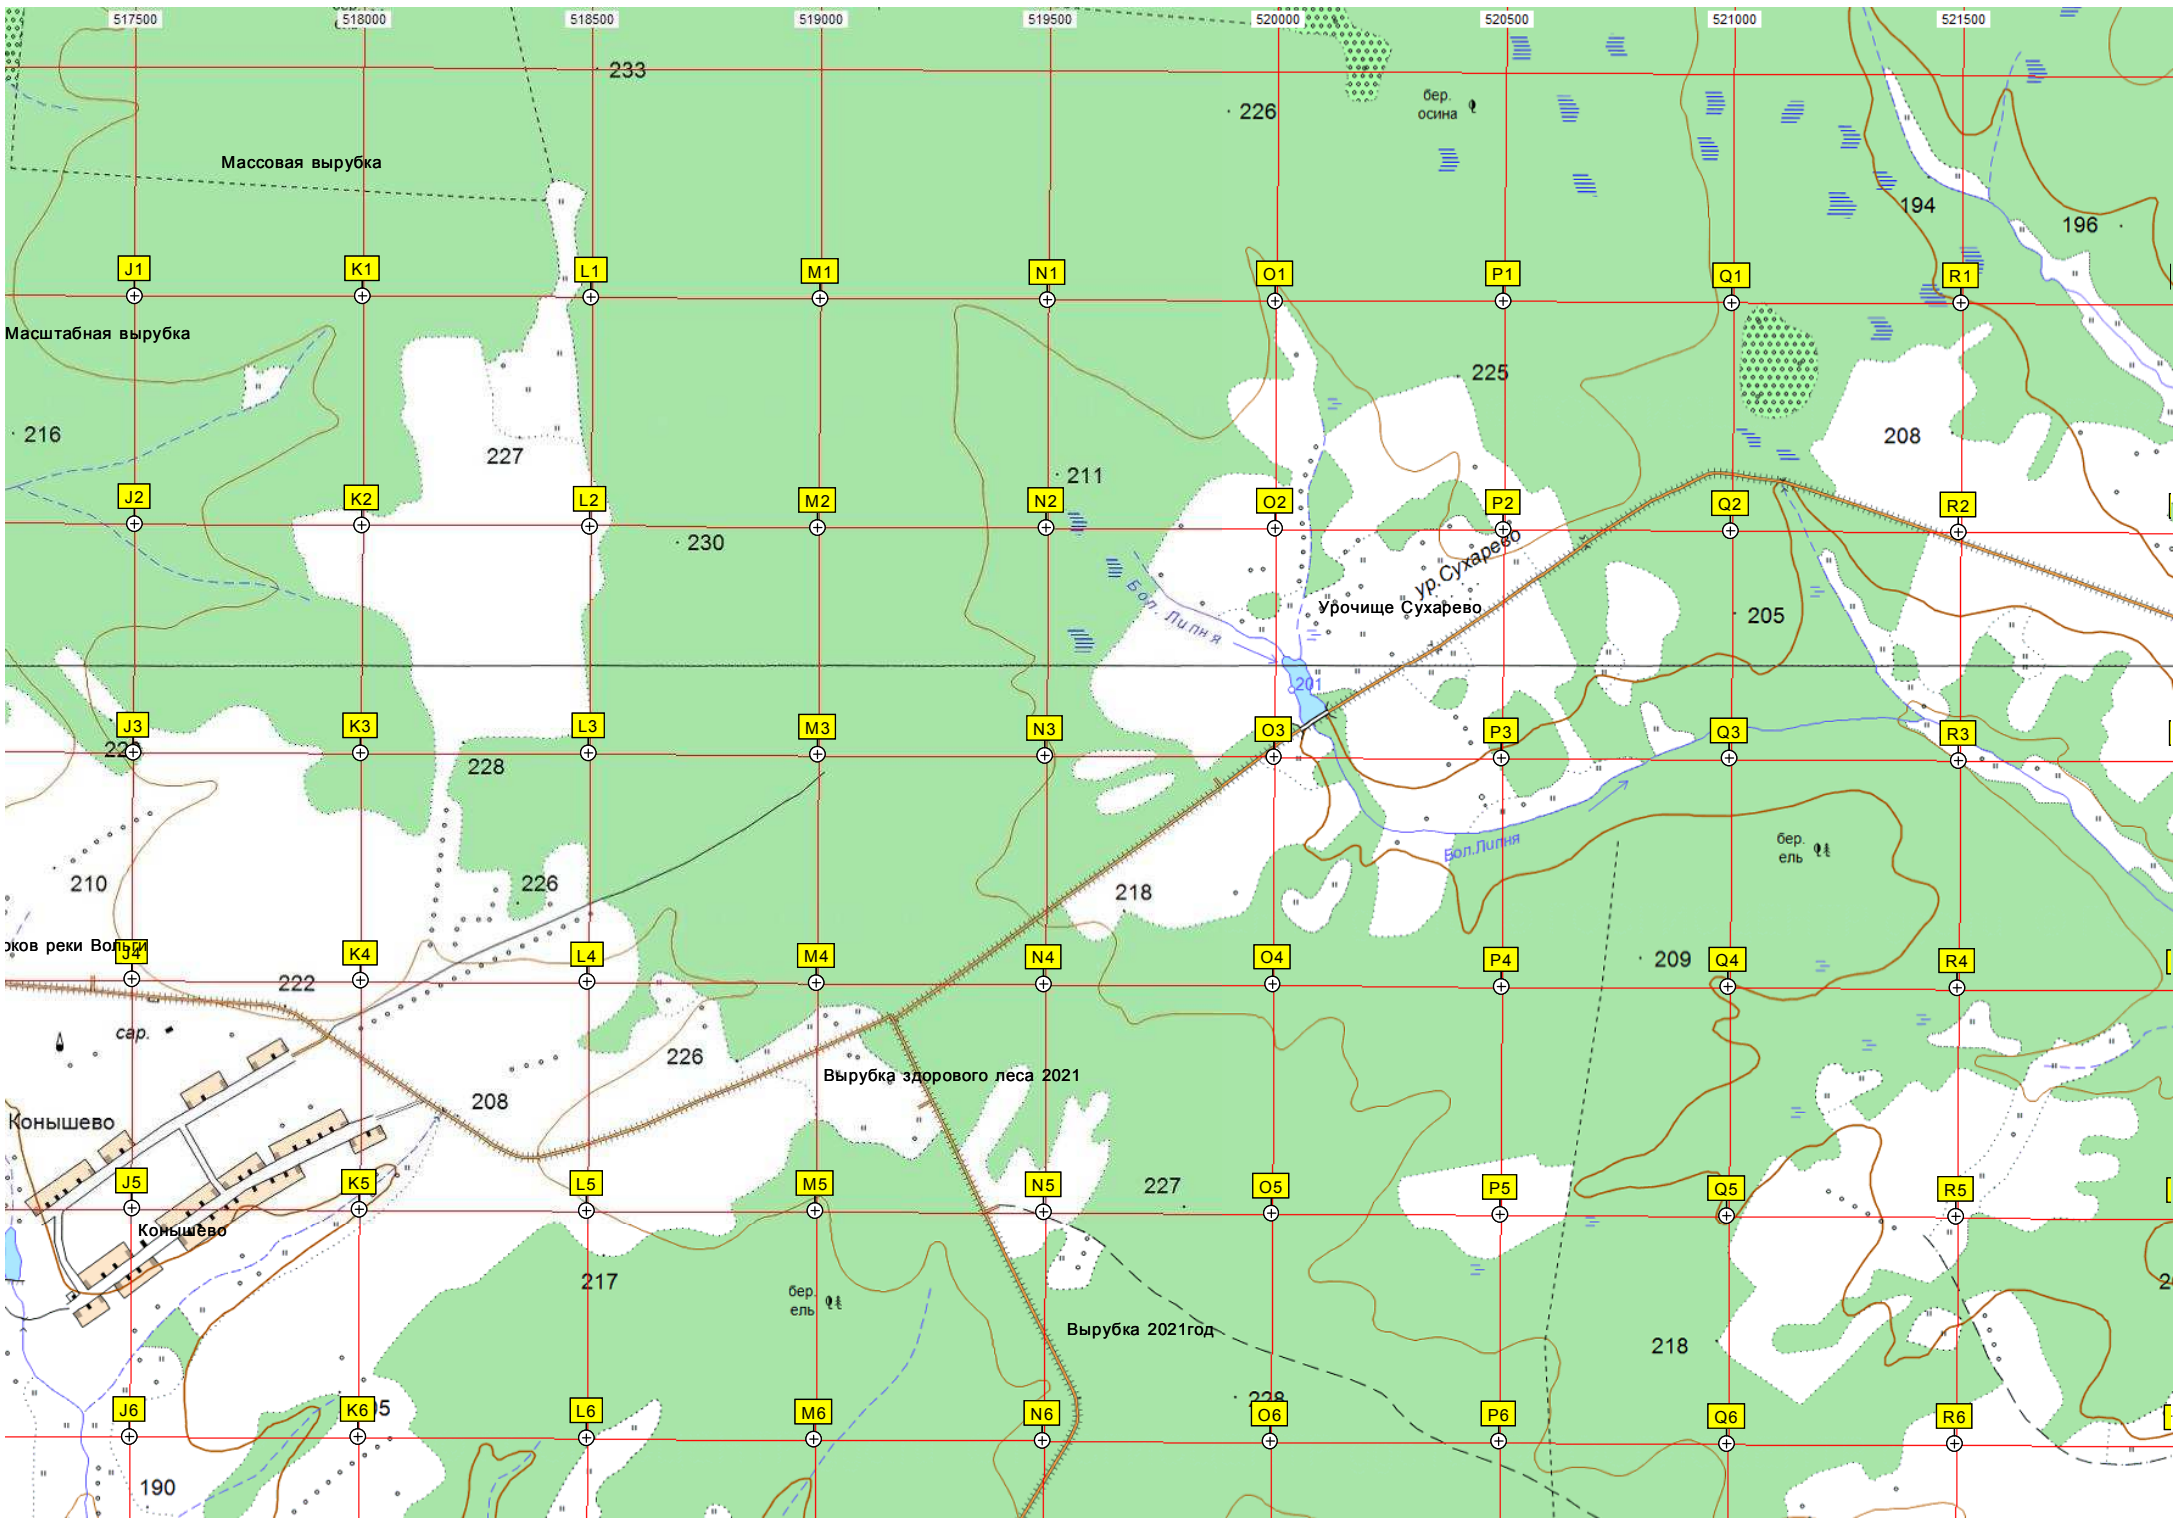 517500 518000 518500 519000 519500 520000 520500 521000 521500
233
226
бер.
осина
Массовая вырубка
194
196
J1 K1 L1 M1 N1 O1 P1 Q1 R1
Масштабная вырубка
225
216
227
208
211
J2 K2 L2 M2 N2 O2 P2 Q2 R2
230
ур.Сухарево
Урочище Сухарево
205
Бол. Липня
201
J3 K3 L3 M3 N3 O3 P3 Q3 R3
228
Бол.Липня
бер.
ель
210
226
218
оков реки Вольги
J4 K4 L4 M4 N4 O4 P4 Q4 R4
209
222
сар.
226
Вырубка здорового леса 2021
208
Конышево
J5 K5 L5 M5 N5 O5 P5 Q5 R5
227
Конышево
217
бер.
ель
Вырубка 2021год
218
228
J6 K6 L6 M6 N6 O6 P6 Q6 R6
190